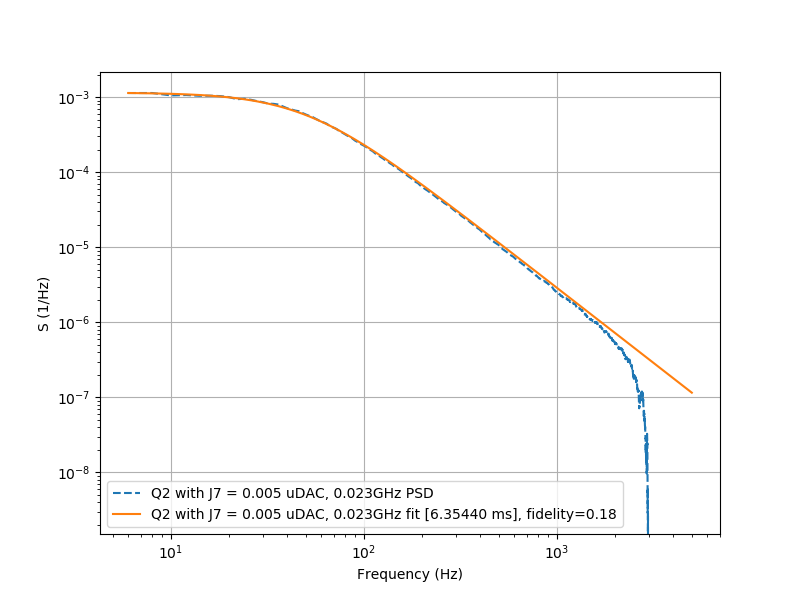 10⁻³
10⁻⁴
10⁻⁵
10⁻⁶
10⁻⁷
10⁻⁸
S (1/Hz)
Q2 with J7 = 0.005 uDAC, 0.023GHz PSD
Q2 with J7 = 0.005 uDAC, 0.023GHz fit [6.35440 ms], fidelity=0.18
10¹ 10² 10³
Frequency (Hz)